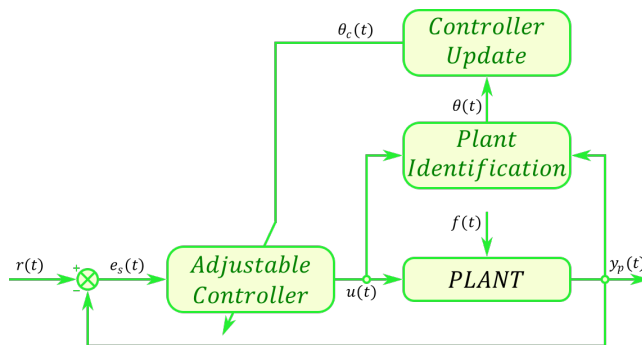 θc(t)
Controller
Update
θ(t)
Plant
Identification
f(t)
r(t)
+
−
es(t)
Adjustable
Controller
u(t)
PLANT
yp(t)